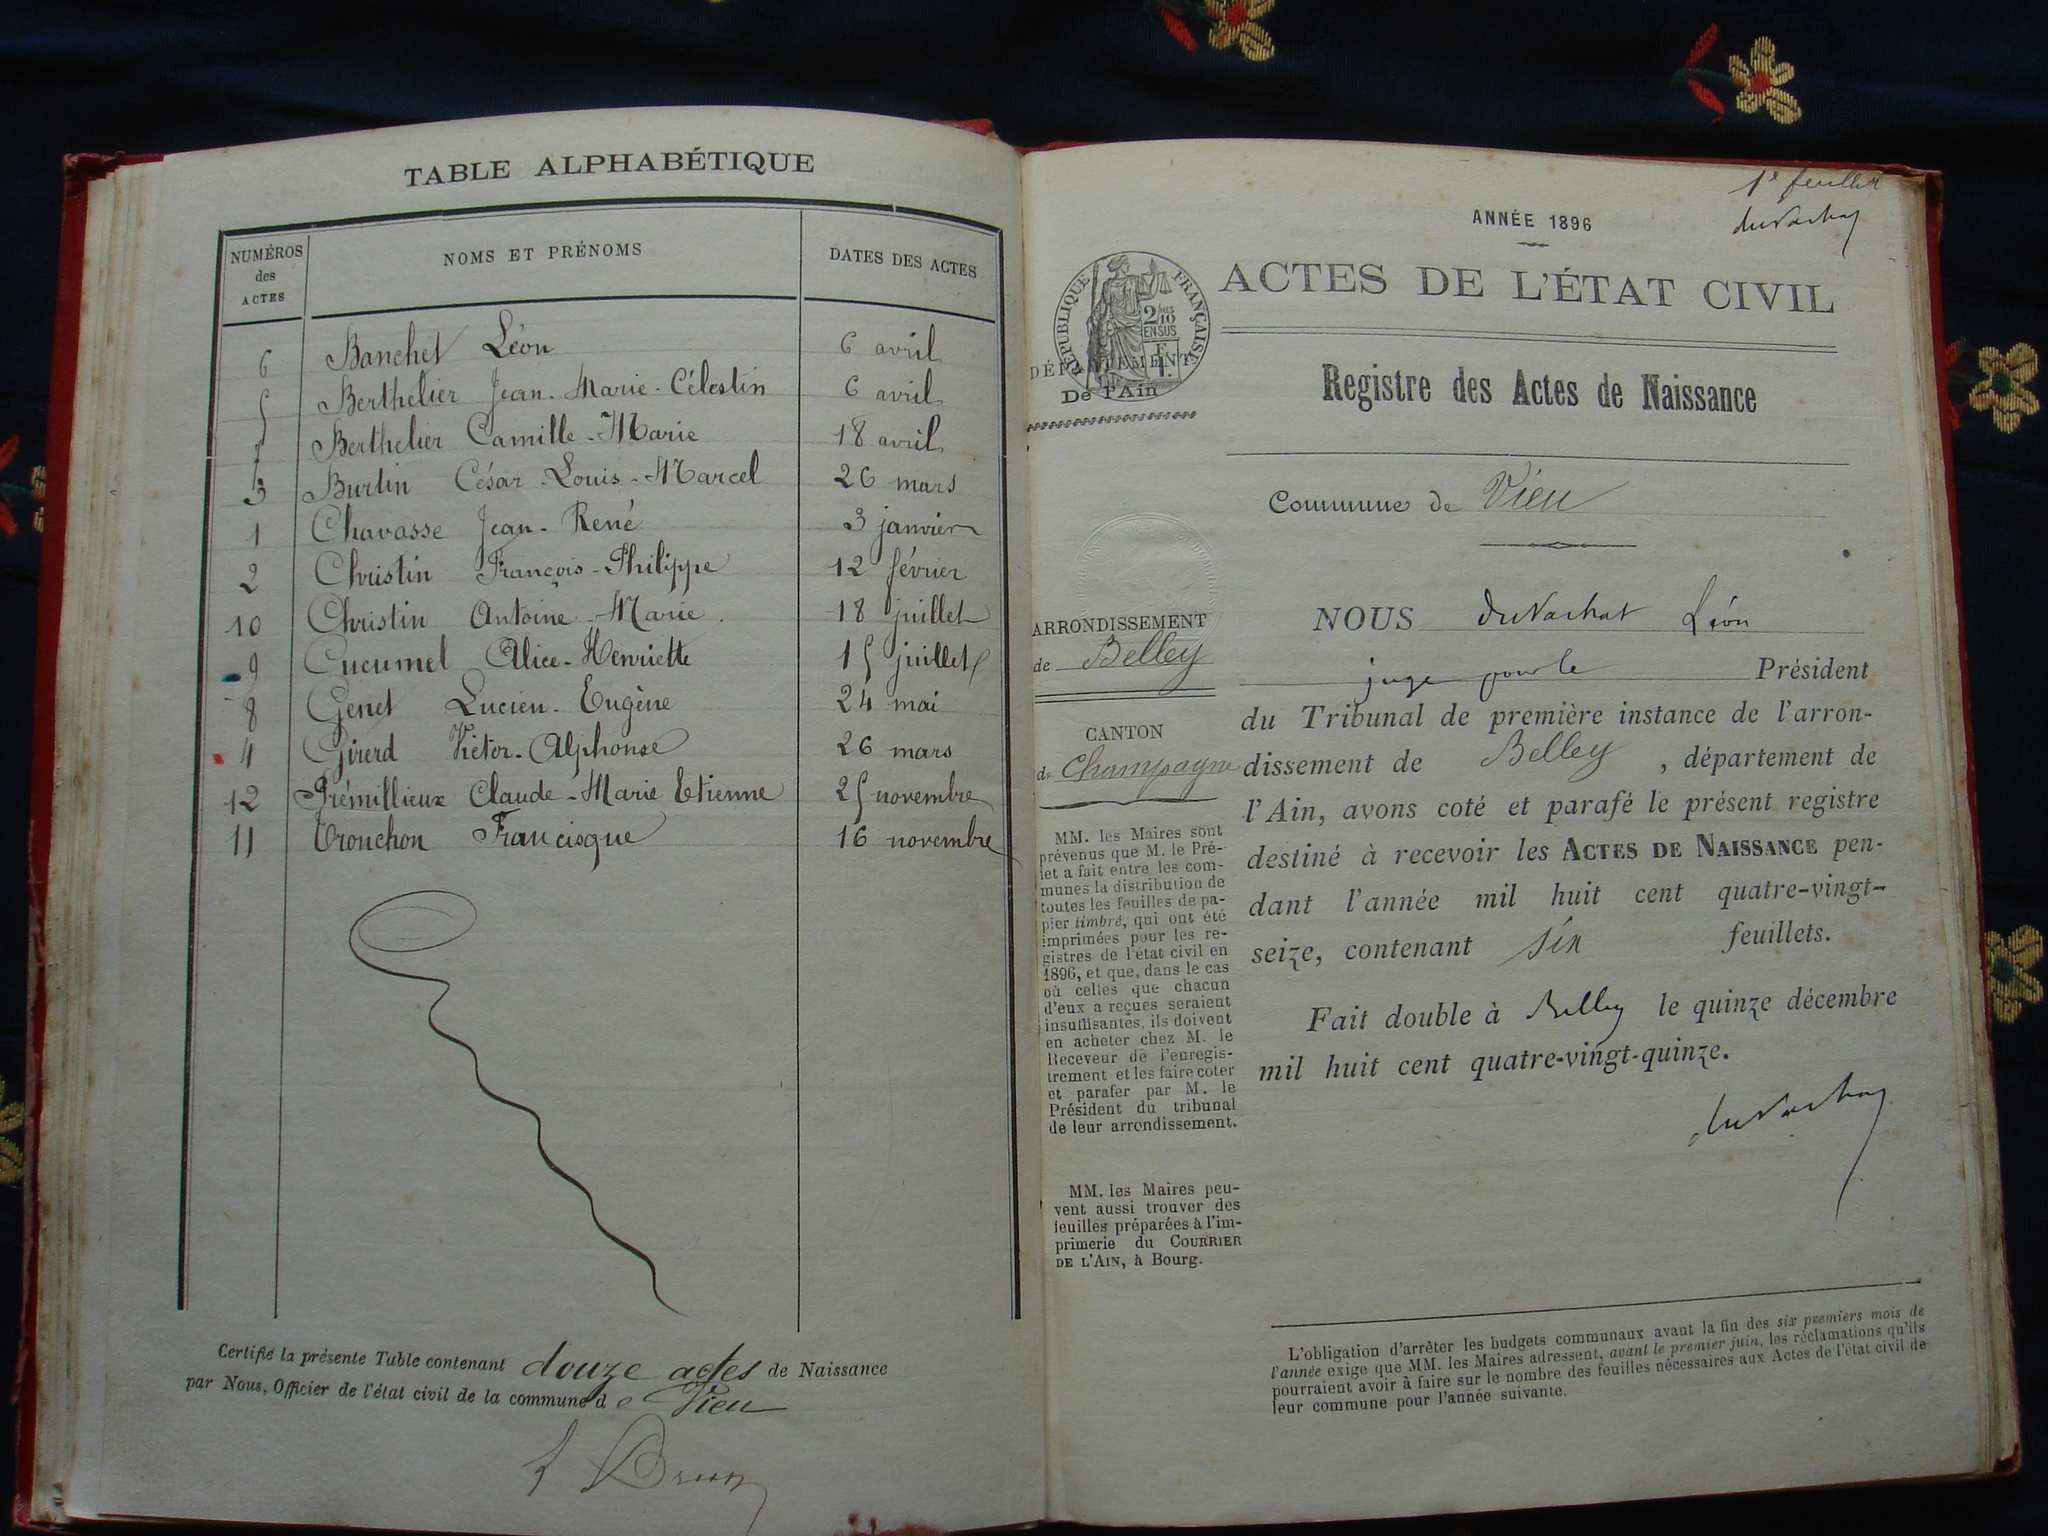 TABLE ALPHABÉTIQUE
NUMÉROS des ACTES NOMS ET PRÉNOMS DATES DES ACTES
6 Banchet Léon 6 avril
5 Berthelier Jean-Marie-Célestin 6 avril
7 Berthelier Camille-Marie 18 avril
3 Burtin César-Louis-Marcel 26 mars
1 Chavasse Jean-René 3 janvier
2 Christin François-Philippe 12 février
10 Christin Antoine-Marie 18 juillet
9 Cucumel Alice-Henriette 15 juillet
8 Genet Lucien-Eugène 24 mai
4 Girerd Victor-Alphonse 26 mars
12 Prémillieux Claude-Marie Etienne 25 novembre
11 Tronchon Francisque 16 novembre
Certifié la présente Table contenant douze actes de Naissance
par Nous, Officier de l'état civil de la commune de Vieu
1e feuillet
ANNÉE 1896
duVachat
ACTES DE L'ÉTAT CIVIL
RÉPUBLIQUE FRANÇAISE
2/10 EN SUS
DÉPARTEMENT
De l'Ain
Registre des Actes de Naissance
Commune de Vieu
ARRONDISSEMENT
de Belley
CANTON
de Champagne
MM. les Maires sont
prévenus que M. le Pré-
fet a fait entre les com-
munes la distribution de
toutes les feuilles de pa-
pier timbré, qui ont été
imprimées pour les re-
gistres de l'état civil en
1896, et que, dans le cas
où celles que chacun
d'eux a reçues seraient
insuffisantes, ils doivent
en acheter chez M. le
Receveur de l'enregis-
trement et les faire coter
et parafer par M. le
Président du tribunal
de leur arrondissement.
MM. les Maires peu-
vent aussi trouver des
feuilles préparées à l'im-
primerie du COURRIER
DE L'AIN, à Bourg.
NOUS duVachat Léon
juge pour le Président
du Tribunal de première instance de l'arron-
dissement de Belley, département de
l'Ain, avons coté et parafé le présent registre
destiné à recevoir les ACTES DE NAISSANCE pen-
dant l'année mil huit cent quatre-vingt-
seize, contenant six feuillets.
Fait double à Belley le quinze décembre
mil huit cent quatre-vingt-quinze.
duVachat
L'obligation d'arrêter les budgets communaux avant la fin des six premiers mois de
l'année exige que MM. les Maires adressent, avant le premier juin, les réclamations qu'ils
pourraient avoir à faire sur le nombre des feuilles nécessaires aux Actes de l'état civil de
leur commune pour l'année suivante.